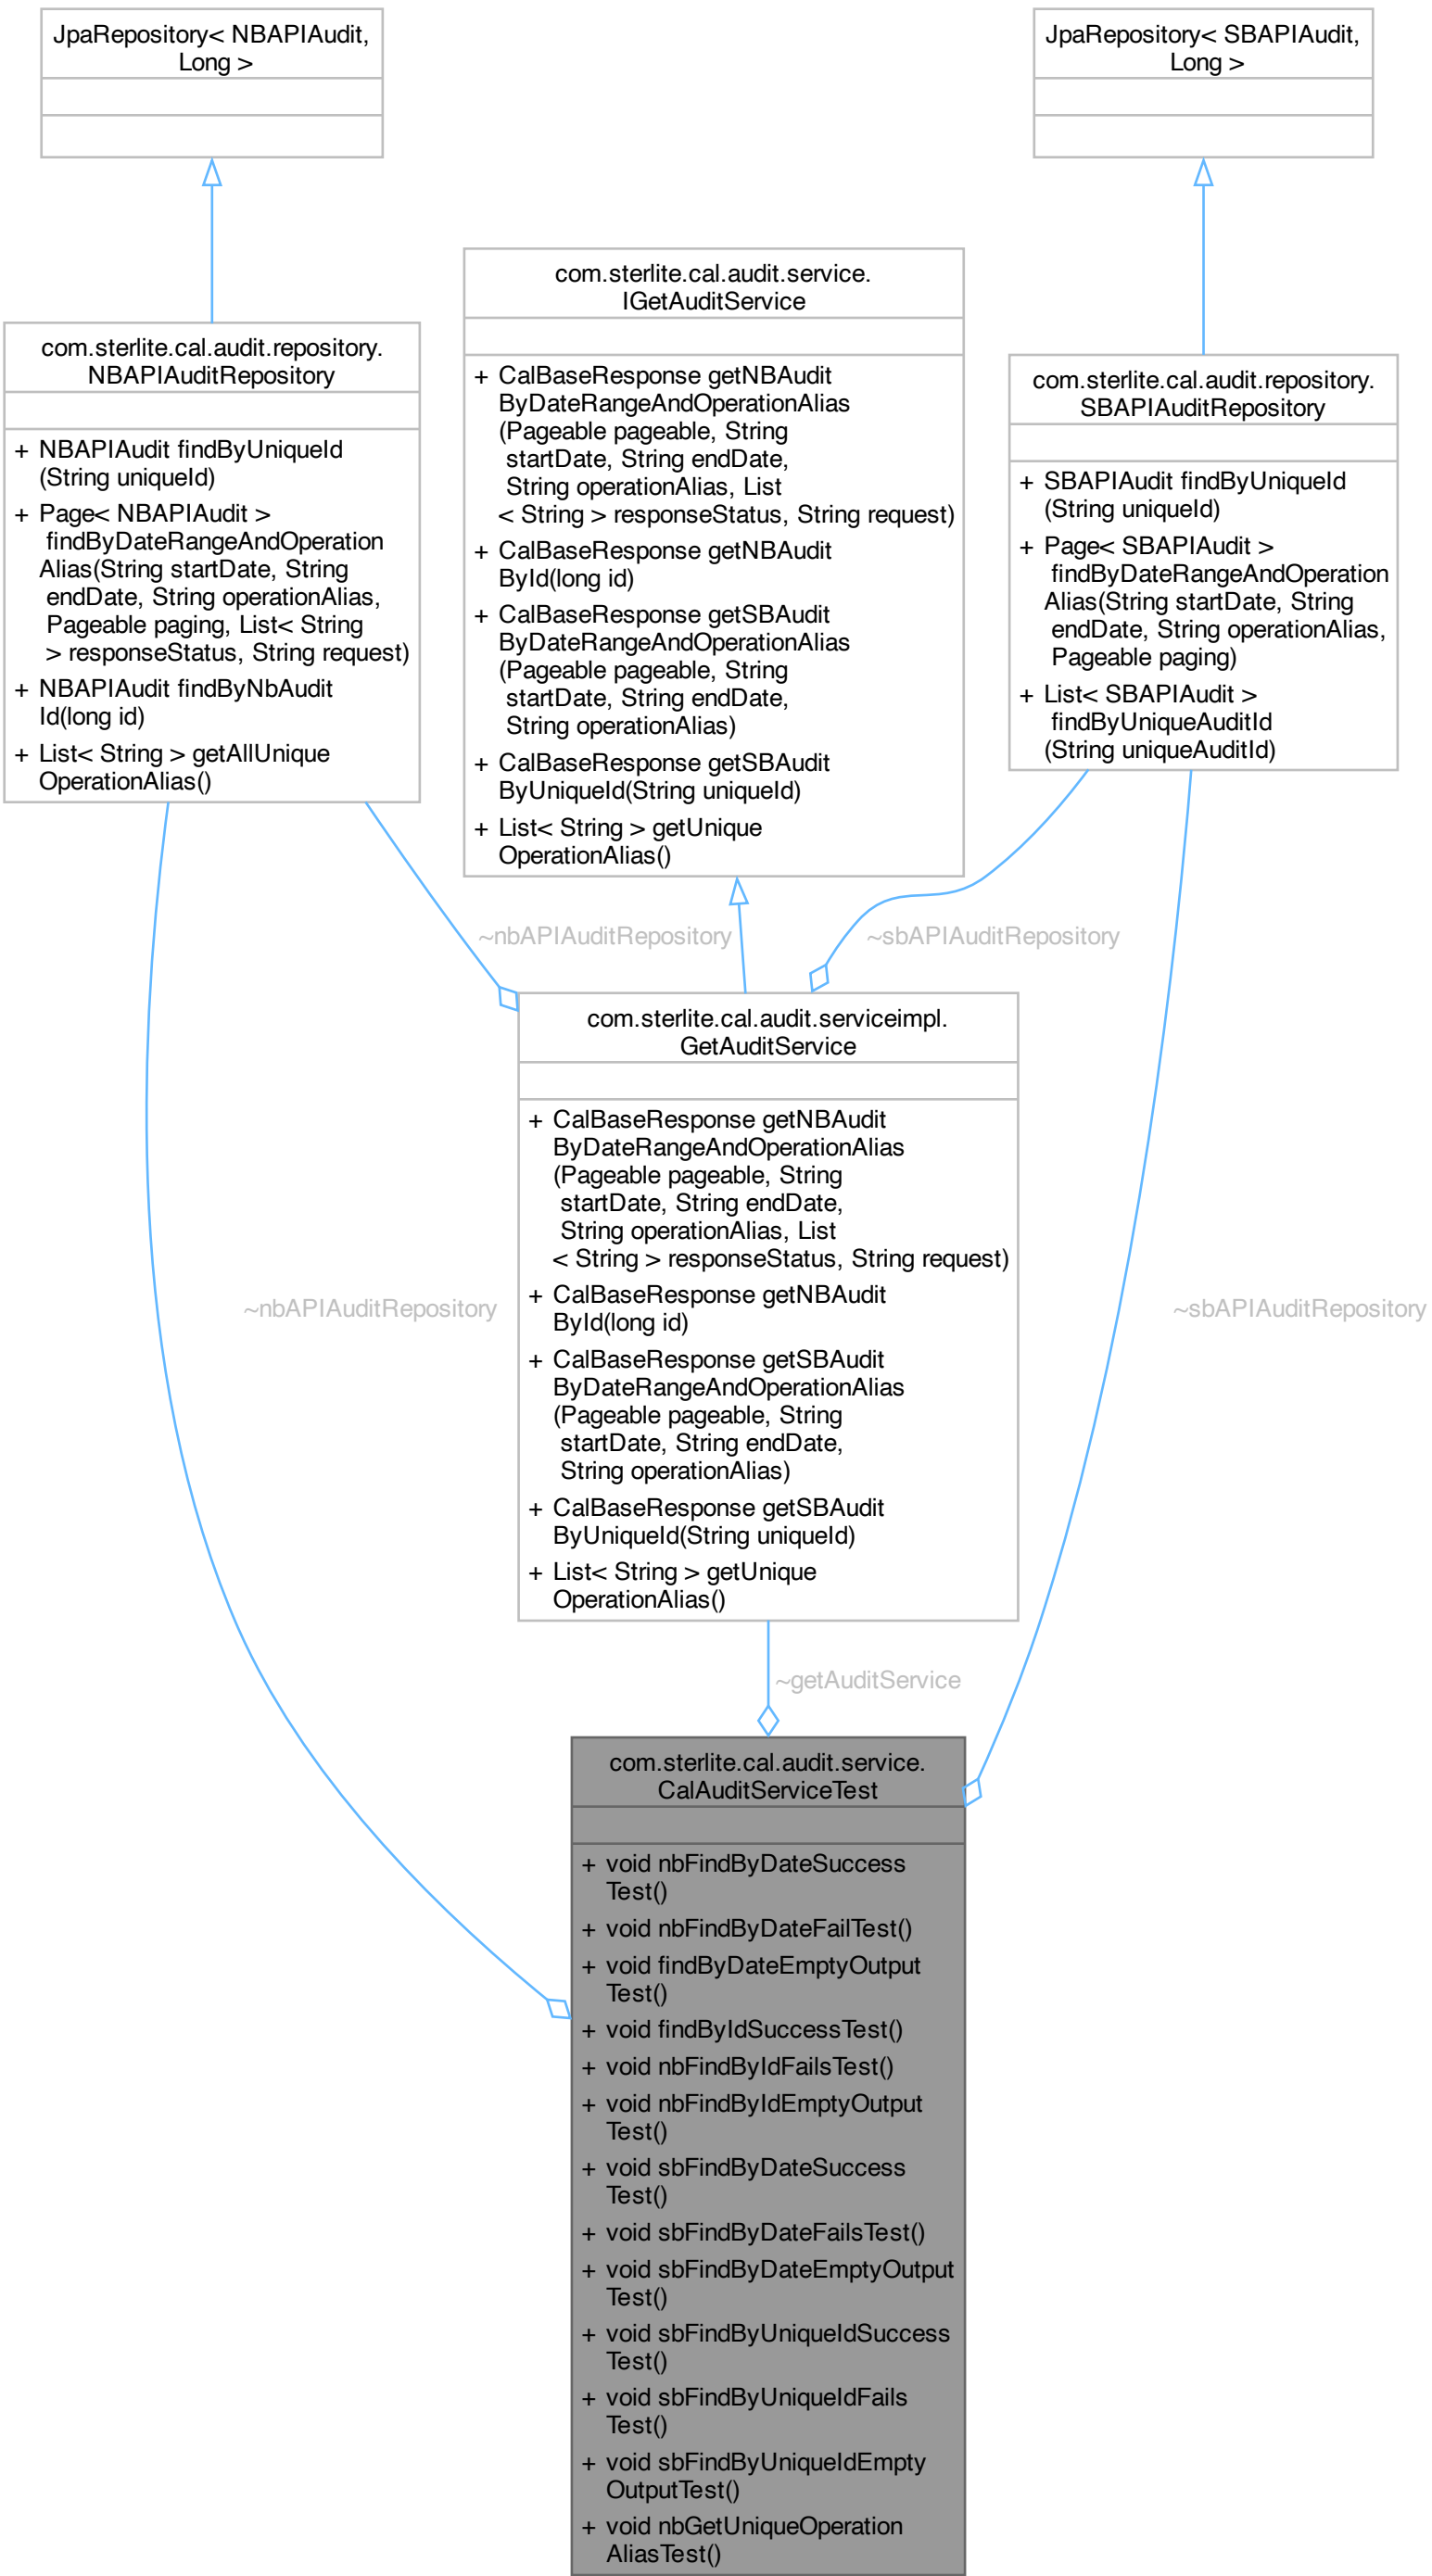 JpaRepository< NBAPIAudit,
Long >
JpaRepository< SBAPIAudit,
Long >
com.sterlite.cal.audit.repository.
NBAPIAuditRepository
+ NBAPIAudit findByUniqueId
(String uniqueId)
+ Page< NBAPIAudit >
findByDateRangeAndOperation
Alias(String startDate, String
endDate, String operationAlias,
Pageable paging, List< String
> responseStatus, String request)
+ NBAPIAudit findByNbAudit
Id(long id)
+ List< String > getAllUnique
OperationAlias()
com.sterlite.cal.audit.service.
IGetAuditService
+ CalBaseResponse getNBAudit
ByDateRangeAndOperationAlias
(Pageable pageable, String
startDate, String endDate,
String operationAlias, List
< String > responseStatus, String request)
+ CalBaseResponse getNBAudit
ById(long id)
+ CalBaseResponse getSBAudit
ByDateRangeAndOperationAlias
(Pageable pageable, String
startDate, String endDate,
String operationAlias)
+ CalBaseResponse getSBAudit
ByUniqueId(String uniqueId)
+ List< String > getUnique
OperationAlias()
com.sterlite.cal.audit.repository.
SBAPIAuditRepository
+ SBAPIAudit findByUniqueId
(String uniqueId)
+ Page< SBAPIAudit >
findByDateRangeAndOperation
Alias(String startDate, String
endDate, String operationAlias,
Pageable paging)
+ List< SBAPIAudit >
findByUniqueAuditId
(String uniqueAuditId)
~nbAPIAuditRepository
~sbAPIAuditRepository
com.sterlite.cal.audit.serviceimpl.
GetAuditService
+ CalBaseResponse getNBAudit
ByDateRangeAndOperationAlias
(Pageable pageable, String
startDate, String endDate,
String operationAlias, List
< String > responseStatus, String request)
+ CalBaseResponse getNBAudit
ById(long id)
+ CalBaseResponse getSBAudit
ByDateRangeAndOperationAlias
(Pageable pageable, String
startDate, String endDate,
String operationAlias)
+ CalBaseResponse getSBAudit
ByUniqueId(String uniqueId)
+ List< String > getUnique
OperationAlias()
~nbAPIAuditRepository
~sbAPIAuditRepository
~getAuditService
com.sterlite.cal.audit.service.
CalAuditServiceTest
+ void nbFindByDateSuccess
Test()
+ void nbFindByDateFailTest()
+ void findByDateEmptyOutput
Test()
+ void findByIdSuccessTest()
+ void nbFindByIdFailsTest()
+ void nbFindByIdEmptyOutput
Test()
+ void sbFindByDateSuccess
Test()
+ void sbFindByDateFailsTest()
+ void sbFindByDateEmptyOutput
Test()
+ void sbFindByUniqueIdSuccess
Test()
+ void sbFindByUniqueIdFails
Test()
+ void sbFindByUniqueIdEmpty
OutputTest()
+ void nbGetUniqueOperation
AliasTest()